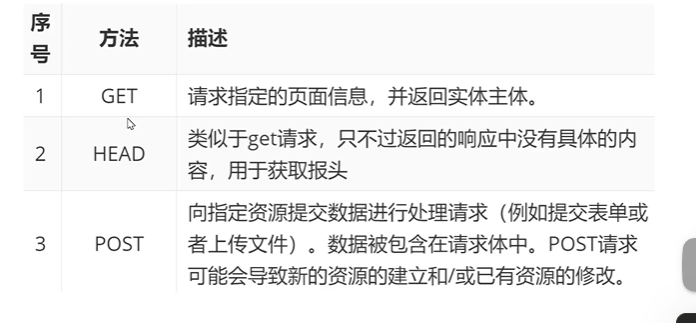 序号 方法 描述
1 GET 请求指定的页面信息，并返回实体主体。
2 HEAD 类似于get请求，只不过返回的响应中没有具体的内
容，用于获取报头
3 POST 向指定资源提交数据进行处理请求（例如提交表单或
者上传文件）。数据被包含在请求体中。POST请求
可能会导致新的资源的建立和/或已有资源的修改。